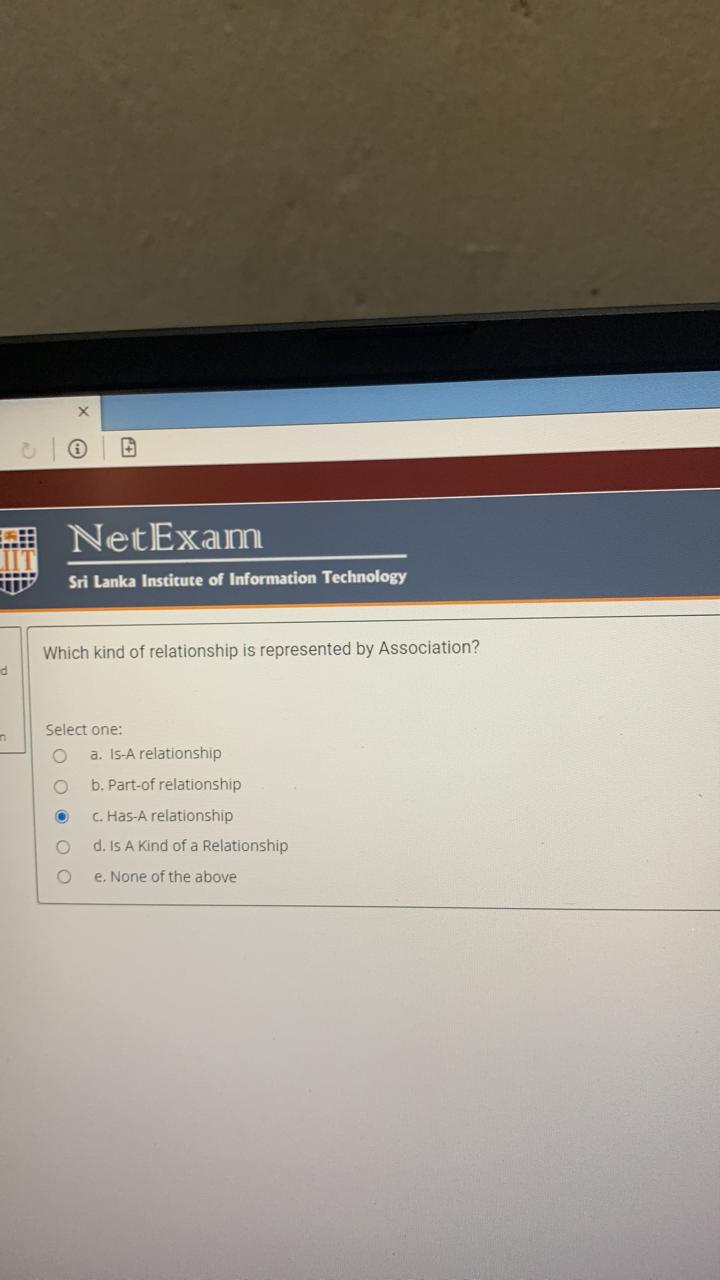 NetExam
IIT
Sri Lanka Institute of Information Technology
Which kind of relationship is represented by Association?
d
n
Select one:
a. Is-A relationship
b. Part-of relationship
c. Has-A relationship
d. Is A Kind of a Relationship
e. None of the above